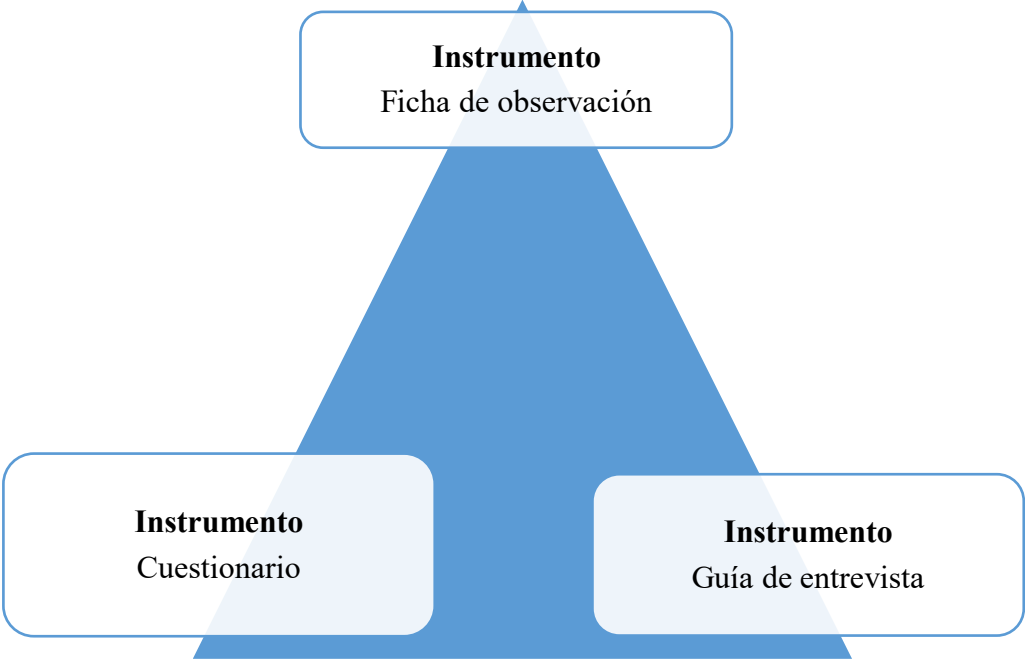 Instrumento
Ficha de observación
Instrumento
Cuestionario
Instrumento
Guía de entrevista